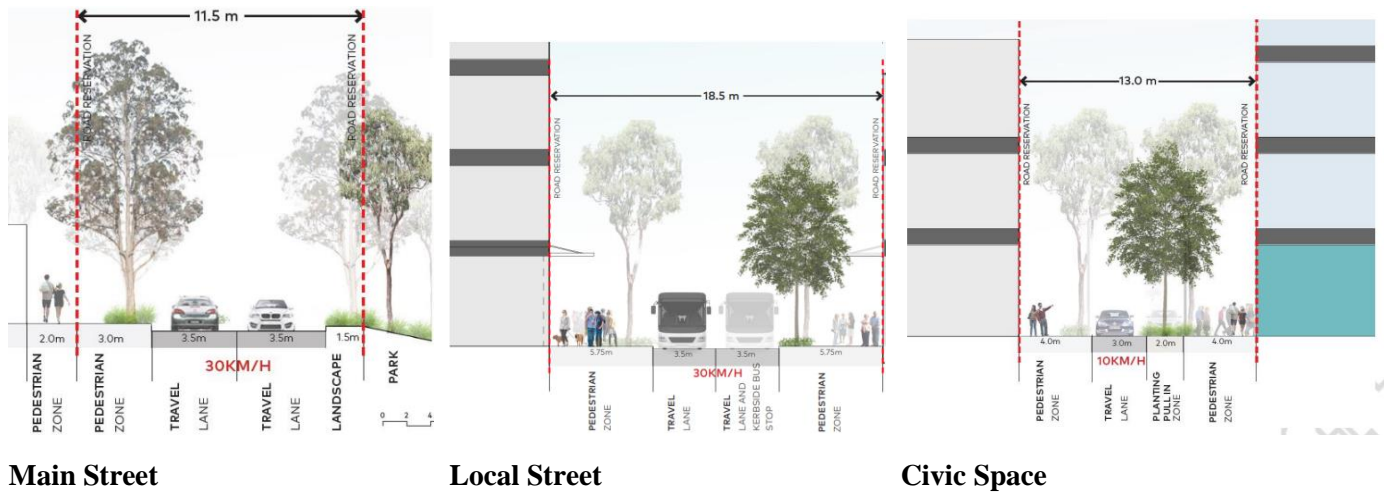 11.5 m
ROAD RESERVATION
ROAD RESERVATION
2.0m
3.0m
3.5m
3.5m
1.5m
30KM/H
PEDESTRIAN
ZONE
PEDESTRIAN
ZONE
TRAVEL
LANE
TRAVEL
LANE
LANDSCAPE
PARK
0 2 4
Main Street
18.5 m
ROAD RESERVATION
ROAD RESERVATION
5.75m
3.5m
3.5m
5.75m
30KM/H
PEDESTRIAN
ZONE
TRAVEL
LANE
TRAVEL
LANE AND
KERBSIDE BUS
STOP
PEDESTRIAN
ZONE
Local Street
13.0 m
ROAD RESERVATION
ROAD RESERVATION
4.0m
3.0m
2.0m
4.0m
10KM/H
PEDESTRIAN
ZONE
TRAVEL
LANE
PLANTING
PULL IN
ZONE
PEDESTRIAN
ZONE
Civic Space